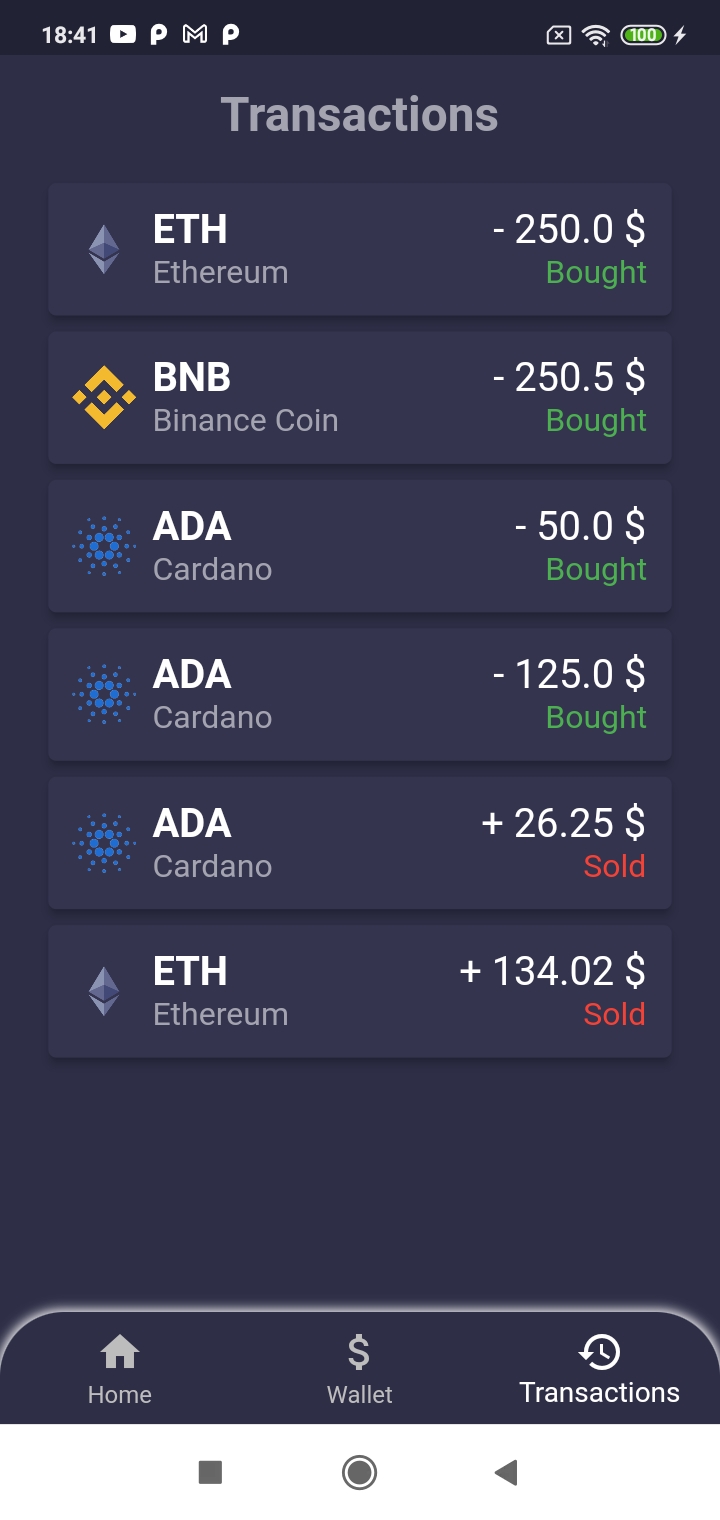 18:41 100
Transactions
ETH - 250.0 $
Ethereum Bought
BNB - 250.5 $
Binance Coin Bought
ADA - 50.0 $
Cardano Bought
ADA - 125.0 $
Cardano Bought
ADA + 26.25 $
Cardano Sold
ETH + 134.02 $
Ethereum Sold
Home Wallet Transactions